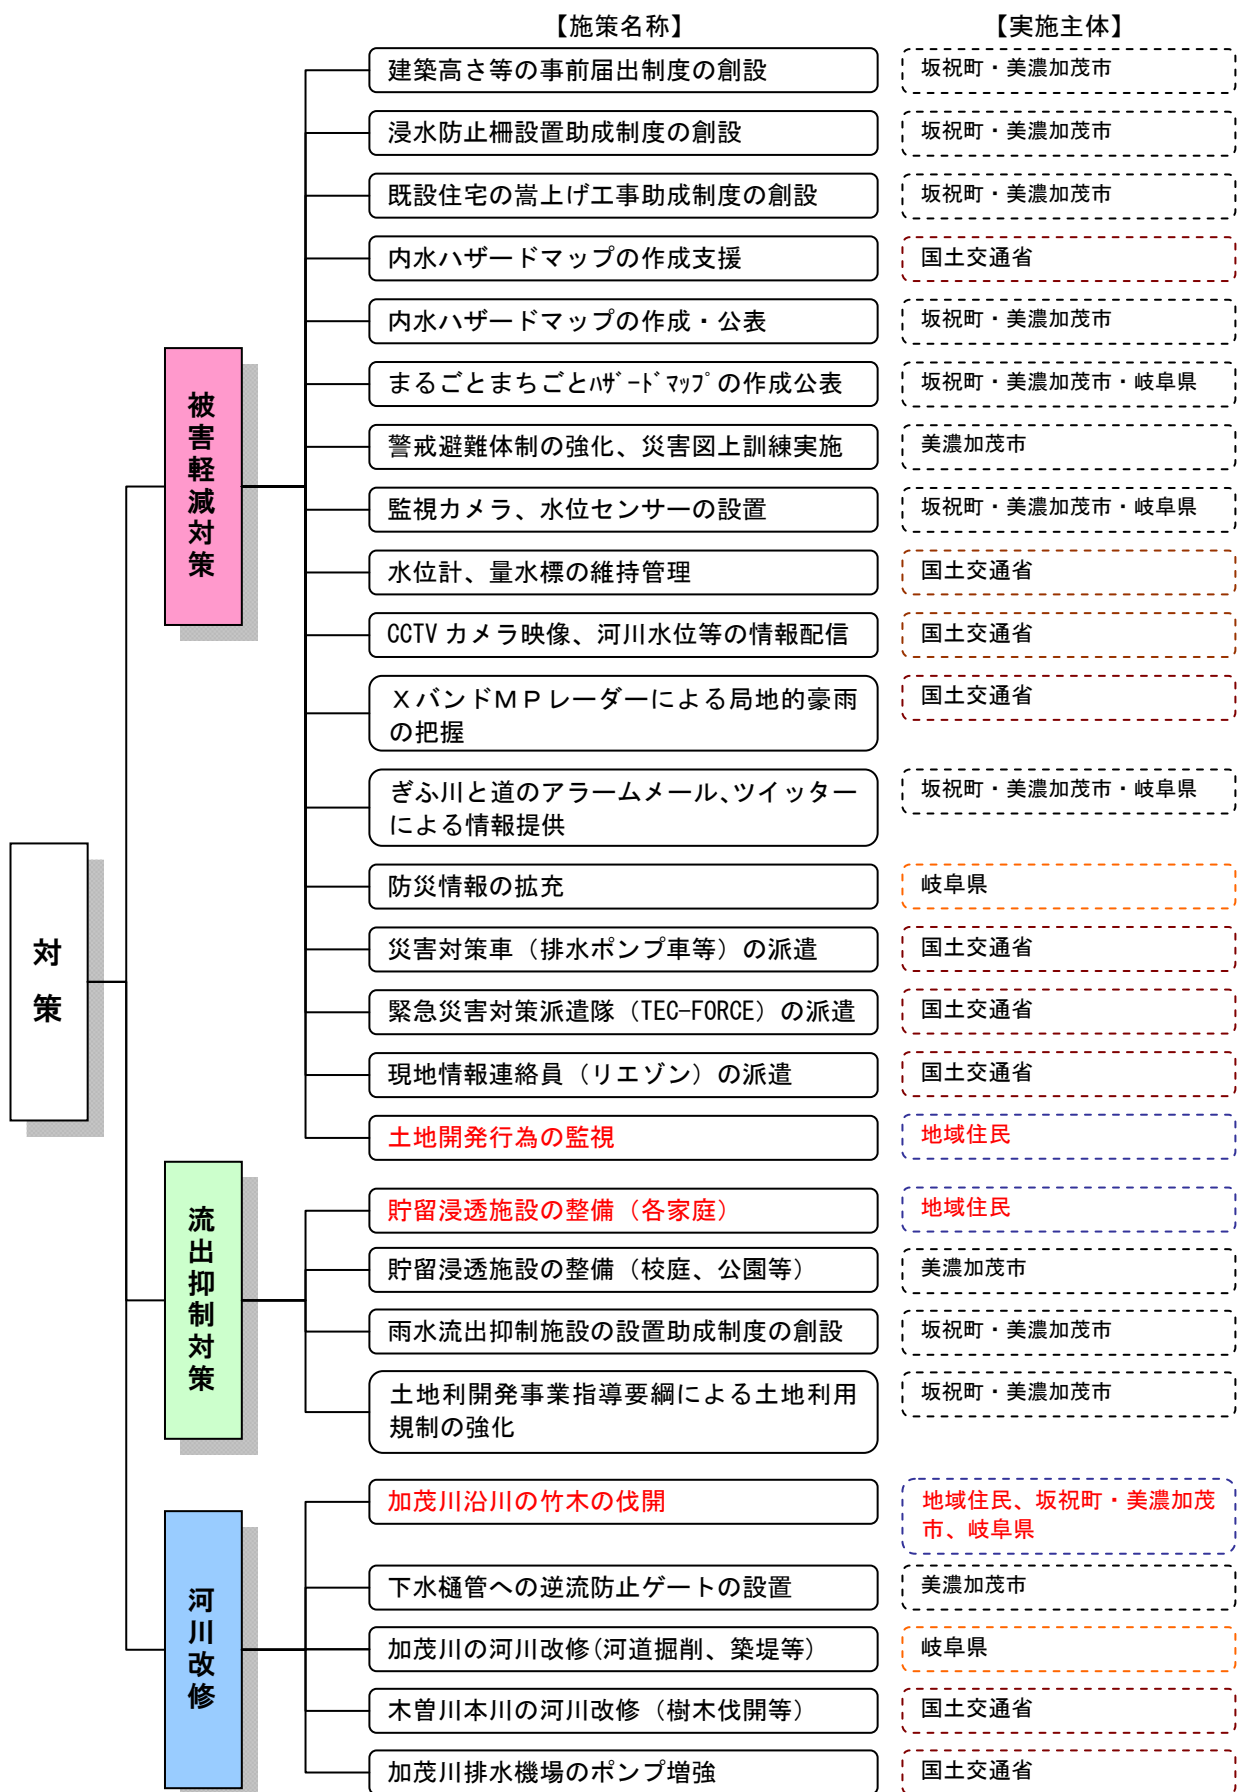 【施策名称】 【実施主体】
建築高さ等の事前届出制度の創設 坂祝町・美濃加茂市
浸水防止柵設置助成制度の創設 坂祝町・美濃加茂市
既設住宅の嵩上げ工事助成制度の創設 坂祝町・美濃加茂市
内水ハザードマップの作成支援 国土交通省
内水ハザードマップの作成・公表 坂祝町・美濃加茂市
まるごとまちごとﾊｻﾞｰﾄﾞﾏｯﾌﾟの作成公表 坂祝町・美濃加茂市・岐阜県
警戒避難体制の強化、災害図上訓練実施 美濃加茂市
監視カメラ、水位センサーの設置 坂祝町・美濃加茂市・岐阜県
水位計、量水標の維持管理 国土交通省
CCTV カメラ映像、河川水位等の情報配信 国土交通省
ＸバンドＭＰレーダーによる局地的豪雨 国土交通省
の把握
ぎふ川と道のアラームメール、ツイッター 坂祝町・美濃加茂市・岐阜県
による情報提供
防災情報の拡充 岐阜県
災害対策車（排水ポンプ車等）の派遣 国土交通省
緊急災害対策派遣隊（TEC-FORCE）の派遣 国土交通省
現地情報連絡員（リエゾン）の派遣 国土交通省
土地開発行為の監視 地域住民
被害軽減対策
対策
貯留浸透施設の整備（各家庭） 地域住民
貯留浸透施設の整備（校庭、公園等） 美濃加茂市
雨水流出抑制施設の設置助成制度の創設 坂祝町・美濃加茂市
土地利開発事業指導要綱による土地利用 坂祝町・美濃加茂市
規制の強化
流出抑制対策
加茂川沿川の竹木の伐開 地域住民、坂祝町・美濃加茂
市、岐阜県
下水樋管への逆流防止ゲートの設置 美濃加茂市
加茂川の河川改修(河道掘削、築堤等） 岐阜県
木曽川本川の河川改修（樹木伐開等） 国土交通省
加茂川排水機場のポンプ増強 国土交通省
河川改修